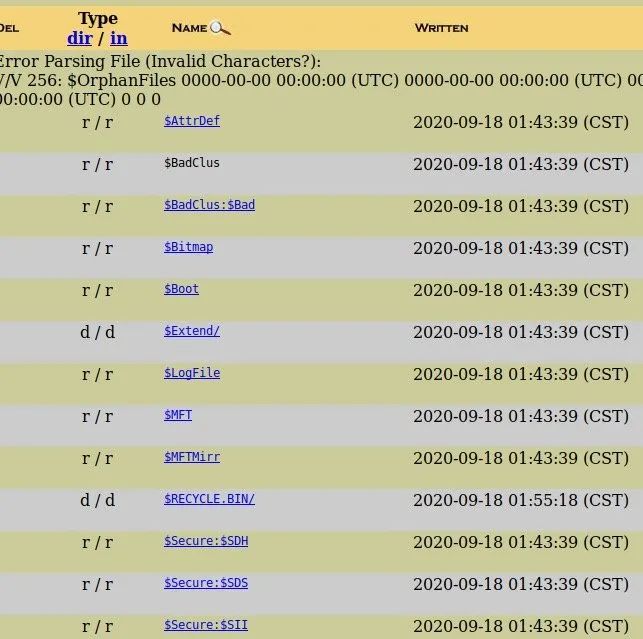 DEL Type NAME WRITTEN
dir / in
Error Parsing File (Invalid Characters?):
V/V 256: $OrphanFiles 0000-00-00 00:00:00 (UTC) 0000-00-00 00:00:00 (UTC) 00
00:00:00 (UTC) 0 0 0
r / r $AttrDef 2020-09-18 01:43:39 (CST)
r / r $BadClus 2020-09-18 01:43:39 (CST)
r / r $BadClus:$Bad 2020-09-18 01:43:39 (CST)
r / r $Bitmap 2020-09-18 01:43:39 (CST)
r / r $Boot 2020-09-18 01:43:39 (CST)
d / d $Extend/ 2020-09-18 01:43:39 (CST)
r / r $LogFile 2020-09-18 01:43:39 (CST)
r / r $MFT 2020-09-18 01:43:39 (CST)
r / r $MFTMirr 2020-09-18 01:43:39 (CST)
d / d $RECYCLE.BIN/ 2020-09-18 01:55:18 (CST)
r / r $Secure:$SDH 2020-09-18 01:43:39 (CST)
r / r $Secure:$SDS 2020-09-18 01:43:39 (CST)
r / r $Secure:$SII 2020-09-18 01:43:39 (CST)